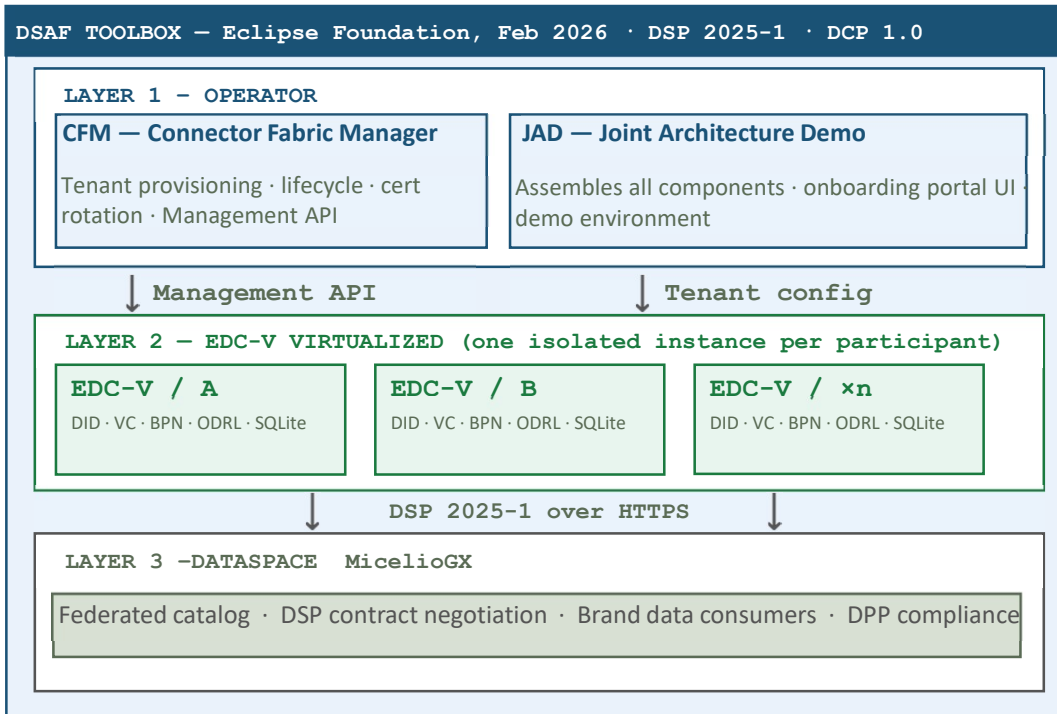 DSAF TOOLBOX — Eclipse Foundation, Feb 2026 · DSP 2025-1 · DCP 1.0
LAYER 1 – OPERATOR
CFM — Connector Fabric Manager
Tenant provisioning · lifecycle · cert
rotation · Management API
JAD — Joint Architecture Demo
Assembles all components · onboarding portal UI ·
demo environment
↓ Management API
↓ Tenant config
LAYER 2 — EDC-V VIRTUALIZED (one isolated instance per participant)
EDC-V / A
DID · VC · BPN · ODRL · SQLite
EDC-V / B
DID · VC · BPN · ODRL · SQLite
EDC-V / ×n
DID · VC · BPN · ODRL · SQLite
↓ DSP 2025-1 over HTTPS ↓
LAYER 3 –DATASPACE MicelioGX
Federated catalog · DSP contract negotiation · Brand data consumers · DPP compliance